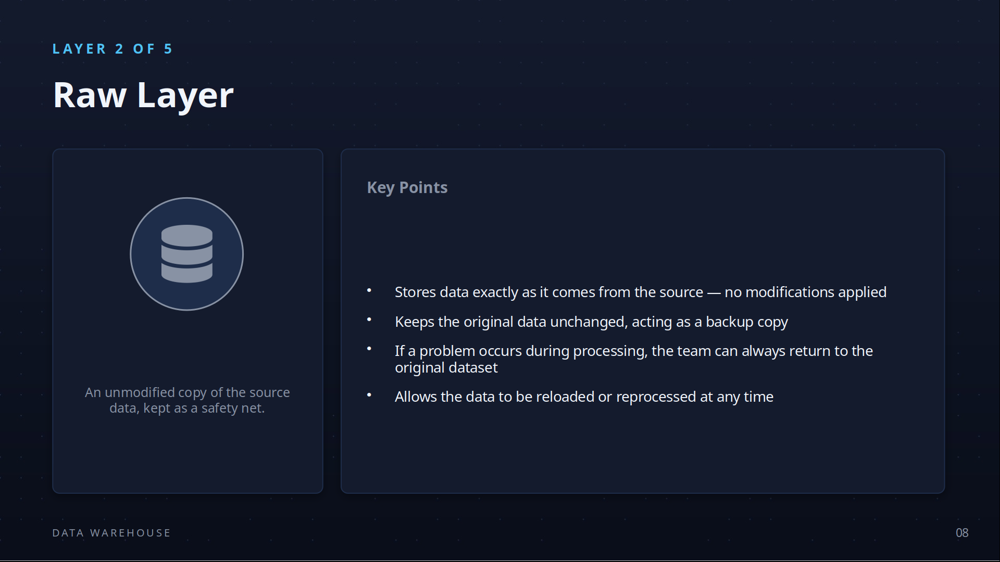 LAYER 2 OF 5
Raw Layer
An unmodified copy of the source
data, kept as a safety net.
Key Points
• Stores data exactly as it comes from the source — no modifications applied
• Keeps the original data unchanged, acting as a backup copy
• If a problem occurs during processing, the team can always return to the
original dataset
• Allows the data to be reloaded or reprocessed at any time
DATA WAREHOUSE
08